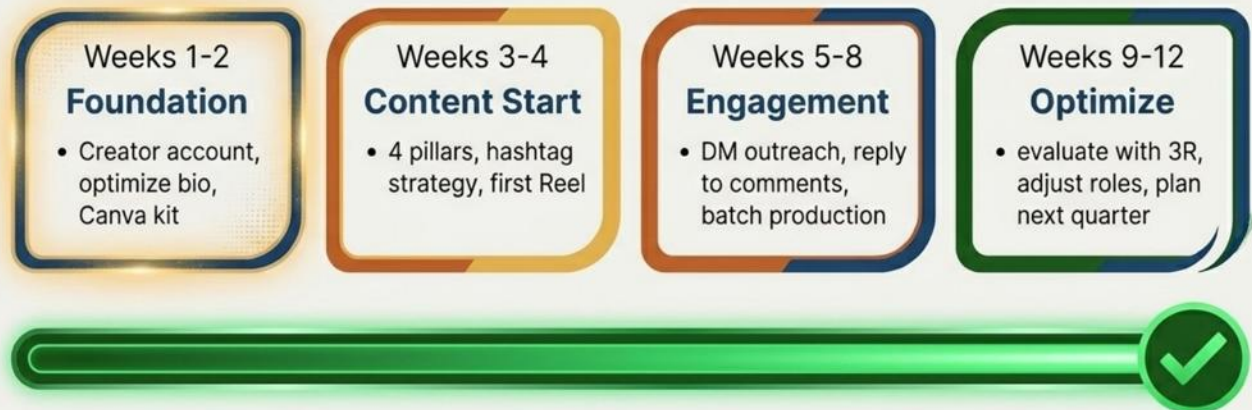 Weeks 1-2
Foundation
• Creator account,
optimize bio,
Canva kit
Weeks 3-4
Content Start
• 4 pillars, hashtag
strategy, first Reel
Weeks 5-8
Engagement
• DM outreach, reply
to comments,
batch production
Weeks 9-12
Optimize
• evaluate with 3R,
adjust roles, plan
next quarter